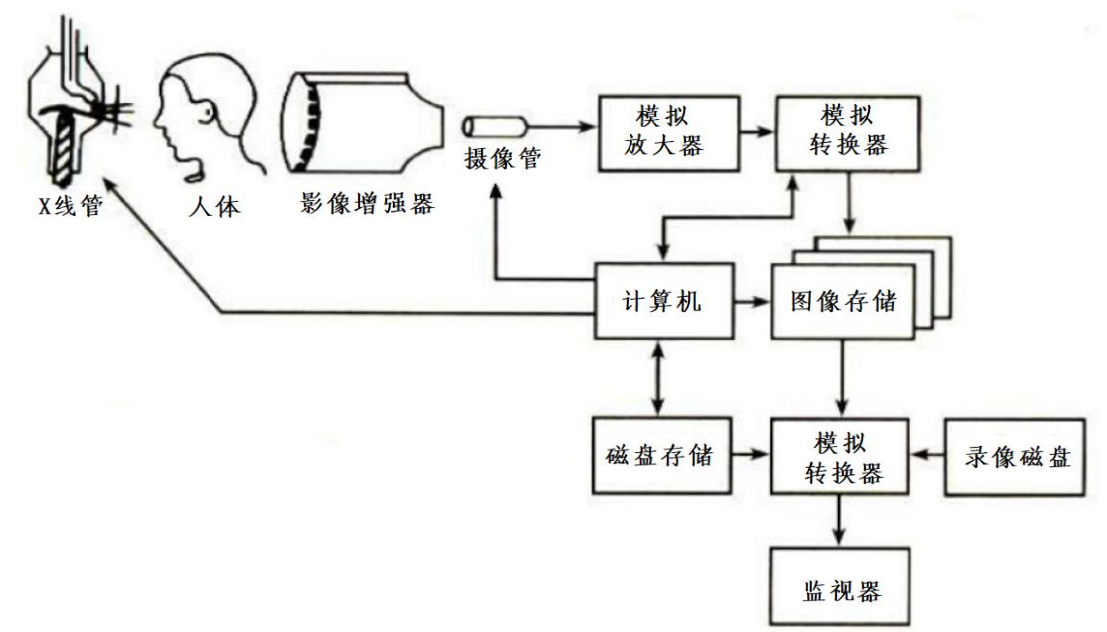 X线管
人体
影像增强器
摄像管
模拟
放大器
模拟
转换器
计算机
图像存储
磁盘存储
模拟
转换器
录像磁盘
监视器